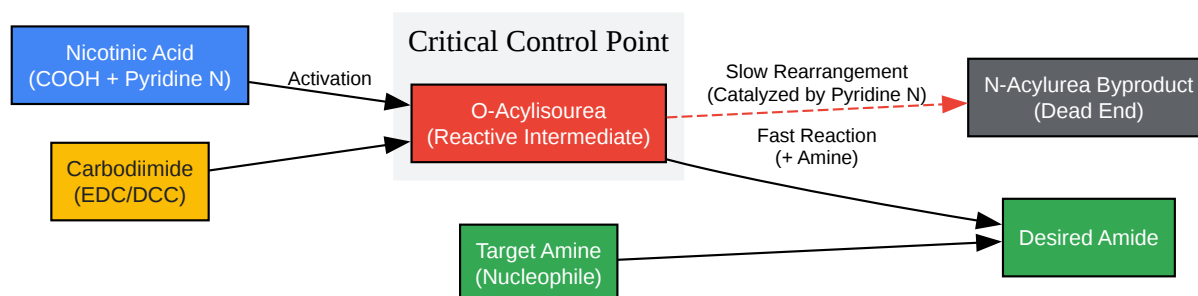 Nicotinic Acid
(COOH + Pyridine N)
Activation
Carbodiimide
(EDC/DCC)
Critical Control Point
O-Acylisourea
(Reactive Intermediate)
Slow Rearrangement
(Catalyzed by Pyridine N)
Fast Reaction
(+ Amine)
N-Acylurea Byproduct
(Dead End)
Target Amine
(Nucleophile)
Desired Amide